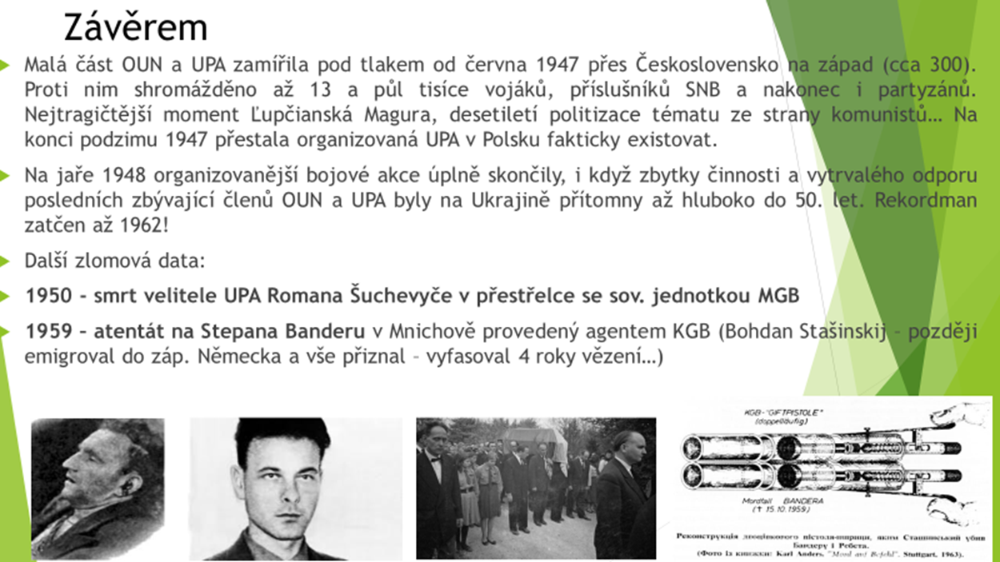 Závěrem
Malá část OUN a UPA zamířila pod tlakem od června 1947 přes Československo na západ (cca 300).
Proti nim shromážděno až 13 a půl tisíce vojáků, příslušníků SNB a nakonec i partyzánů.
Nejtragičtější moment Ľupčianská Magura, desetiletí politizace tématu ze strany komunistů… Na
konci podzimu 1947 přestala organizovaná UPA v Polsku fakticky existovat.
Na jaře 1948 organizovanější bojové akce úplně skončily, i když zbytky činnosti a vytrvalého odporu
posledních zbývající členů OUN a UPA byly na Ukrajině přítomny až hluboko do 50. let. Rekordman
zatčen až 1962!
Další zlomová data:
1950 - smrt velitele UPA Romana Šuchevyče v přestřelce se sov. jednotkou MGB
1959 – atentát na Stepana Banderu v Mnichově provedený agentem KGB (Bohdan Stašinskij – později
emigroval do záp. Německa a vše přiznal – vyfasoval 4 roky vězení…)
KGB-"GIFTPISTOLE"
(doppelläufig)
Mordfall BANDERA
(† 15.10.1959)
Реконструкція двоцівкового пістоля-шприци, яким Сташинський убив
Бандеру і Ребета.
(Фото із книжки: Karl Anders, "Mord auf Befehl". Stuttgart, 1963).